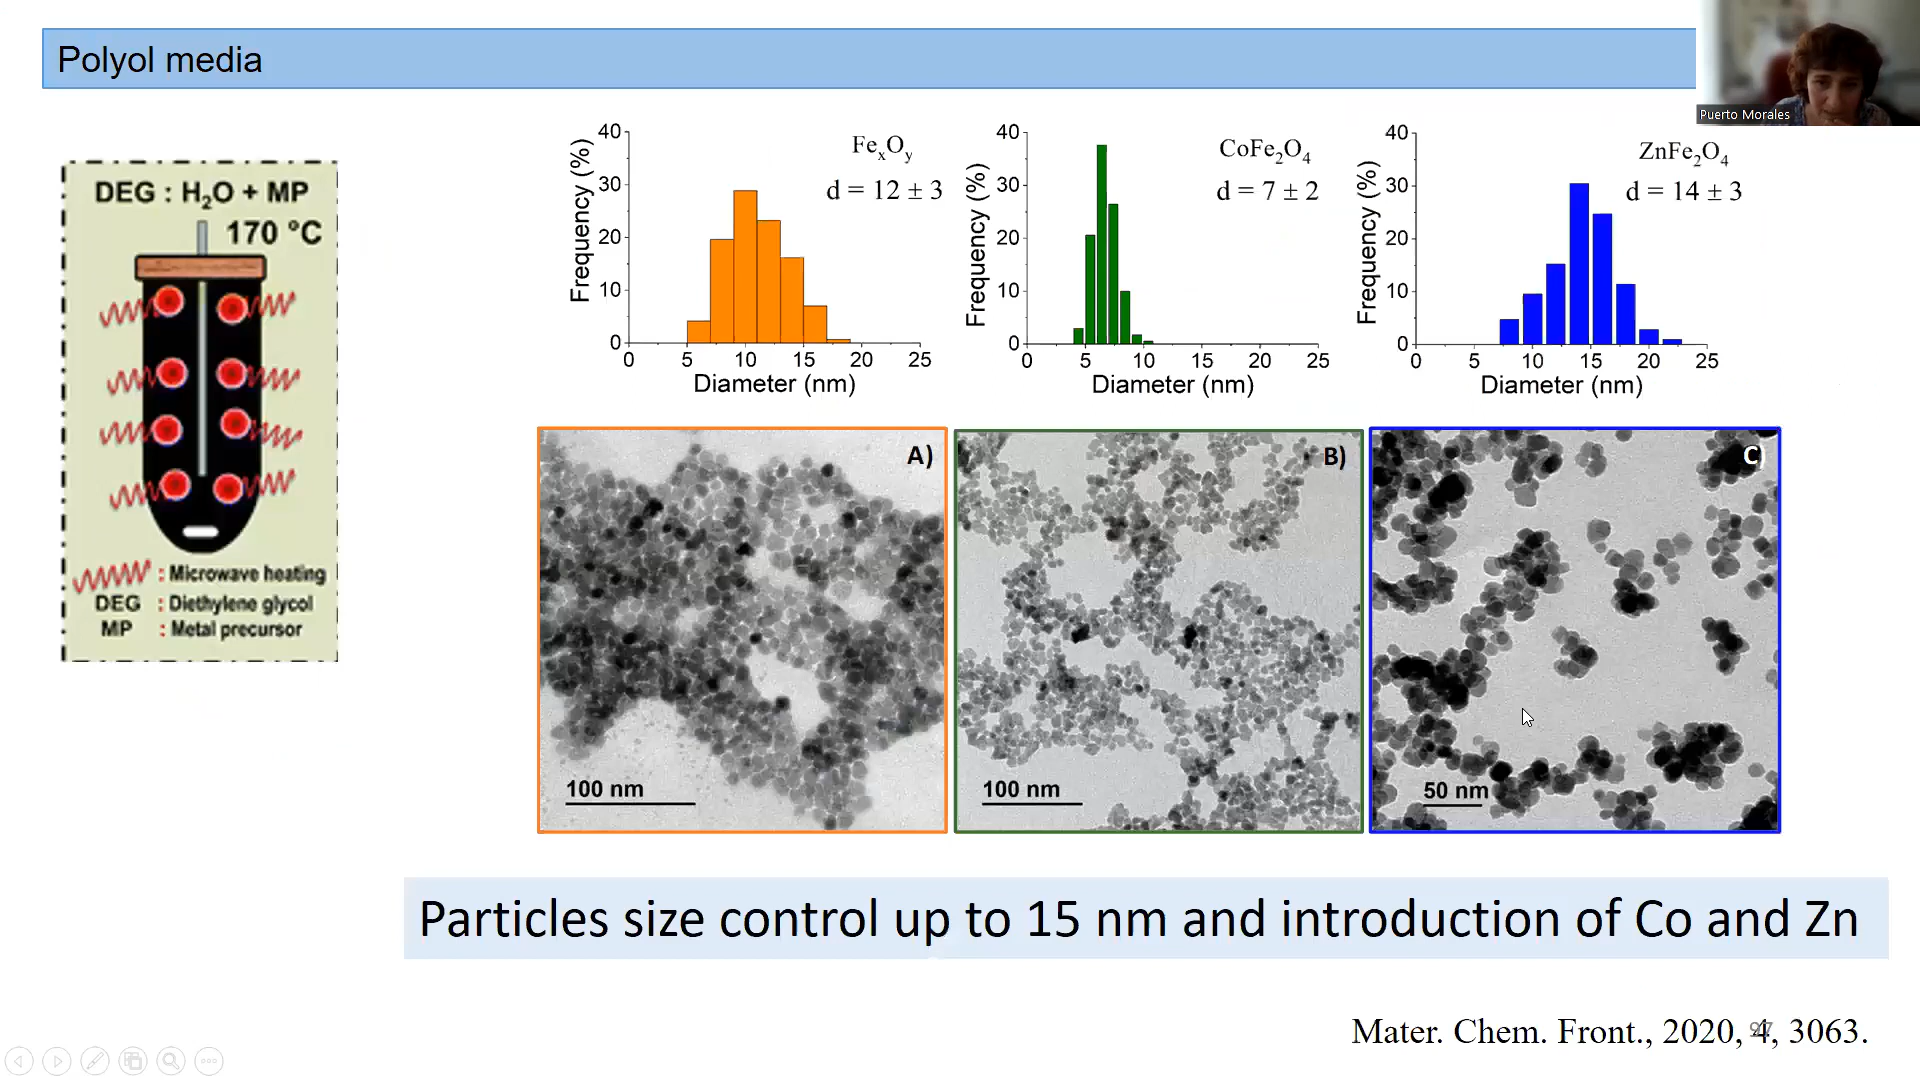 Polyol media
Puerto Morales
DEG : H₂O + MP
170 °C
: Microwave heating
DEG : Diethylene glycol
MP : Metal precursor
FeₓOᵧ
d = 12 ± 3
Frequency (%)
40
30
20
10
0
0 5 10 15 20 25
Diameter (nm)
CoFe₂O₄
d = 7 ± 2
Frequency (%)
40
30
20
10
0
0 5 10 15 20 25
Diameter (nm)
ZnFe₂O₄
d = 14 ± 3
Frequency (%)
40
30
20
10
0
0 5 10 15 20 25
Diameter (nm)
A)
100 nm
B)
100 nm
C)
50 nm
Particles size control up to 15 nm and introduction of Co and Zn
Mater. Chem. Front., 2020, 4, 3063.
97